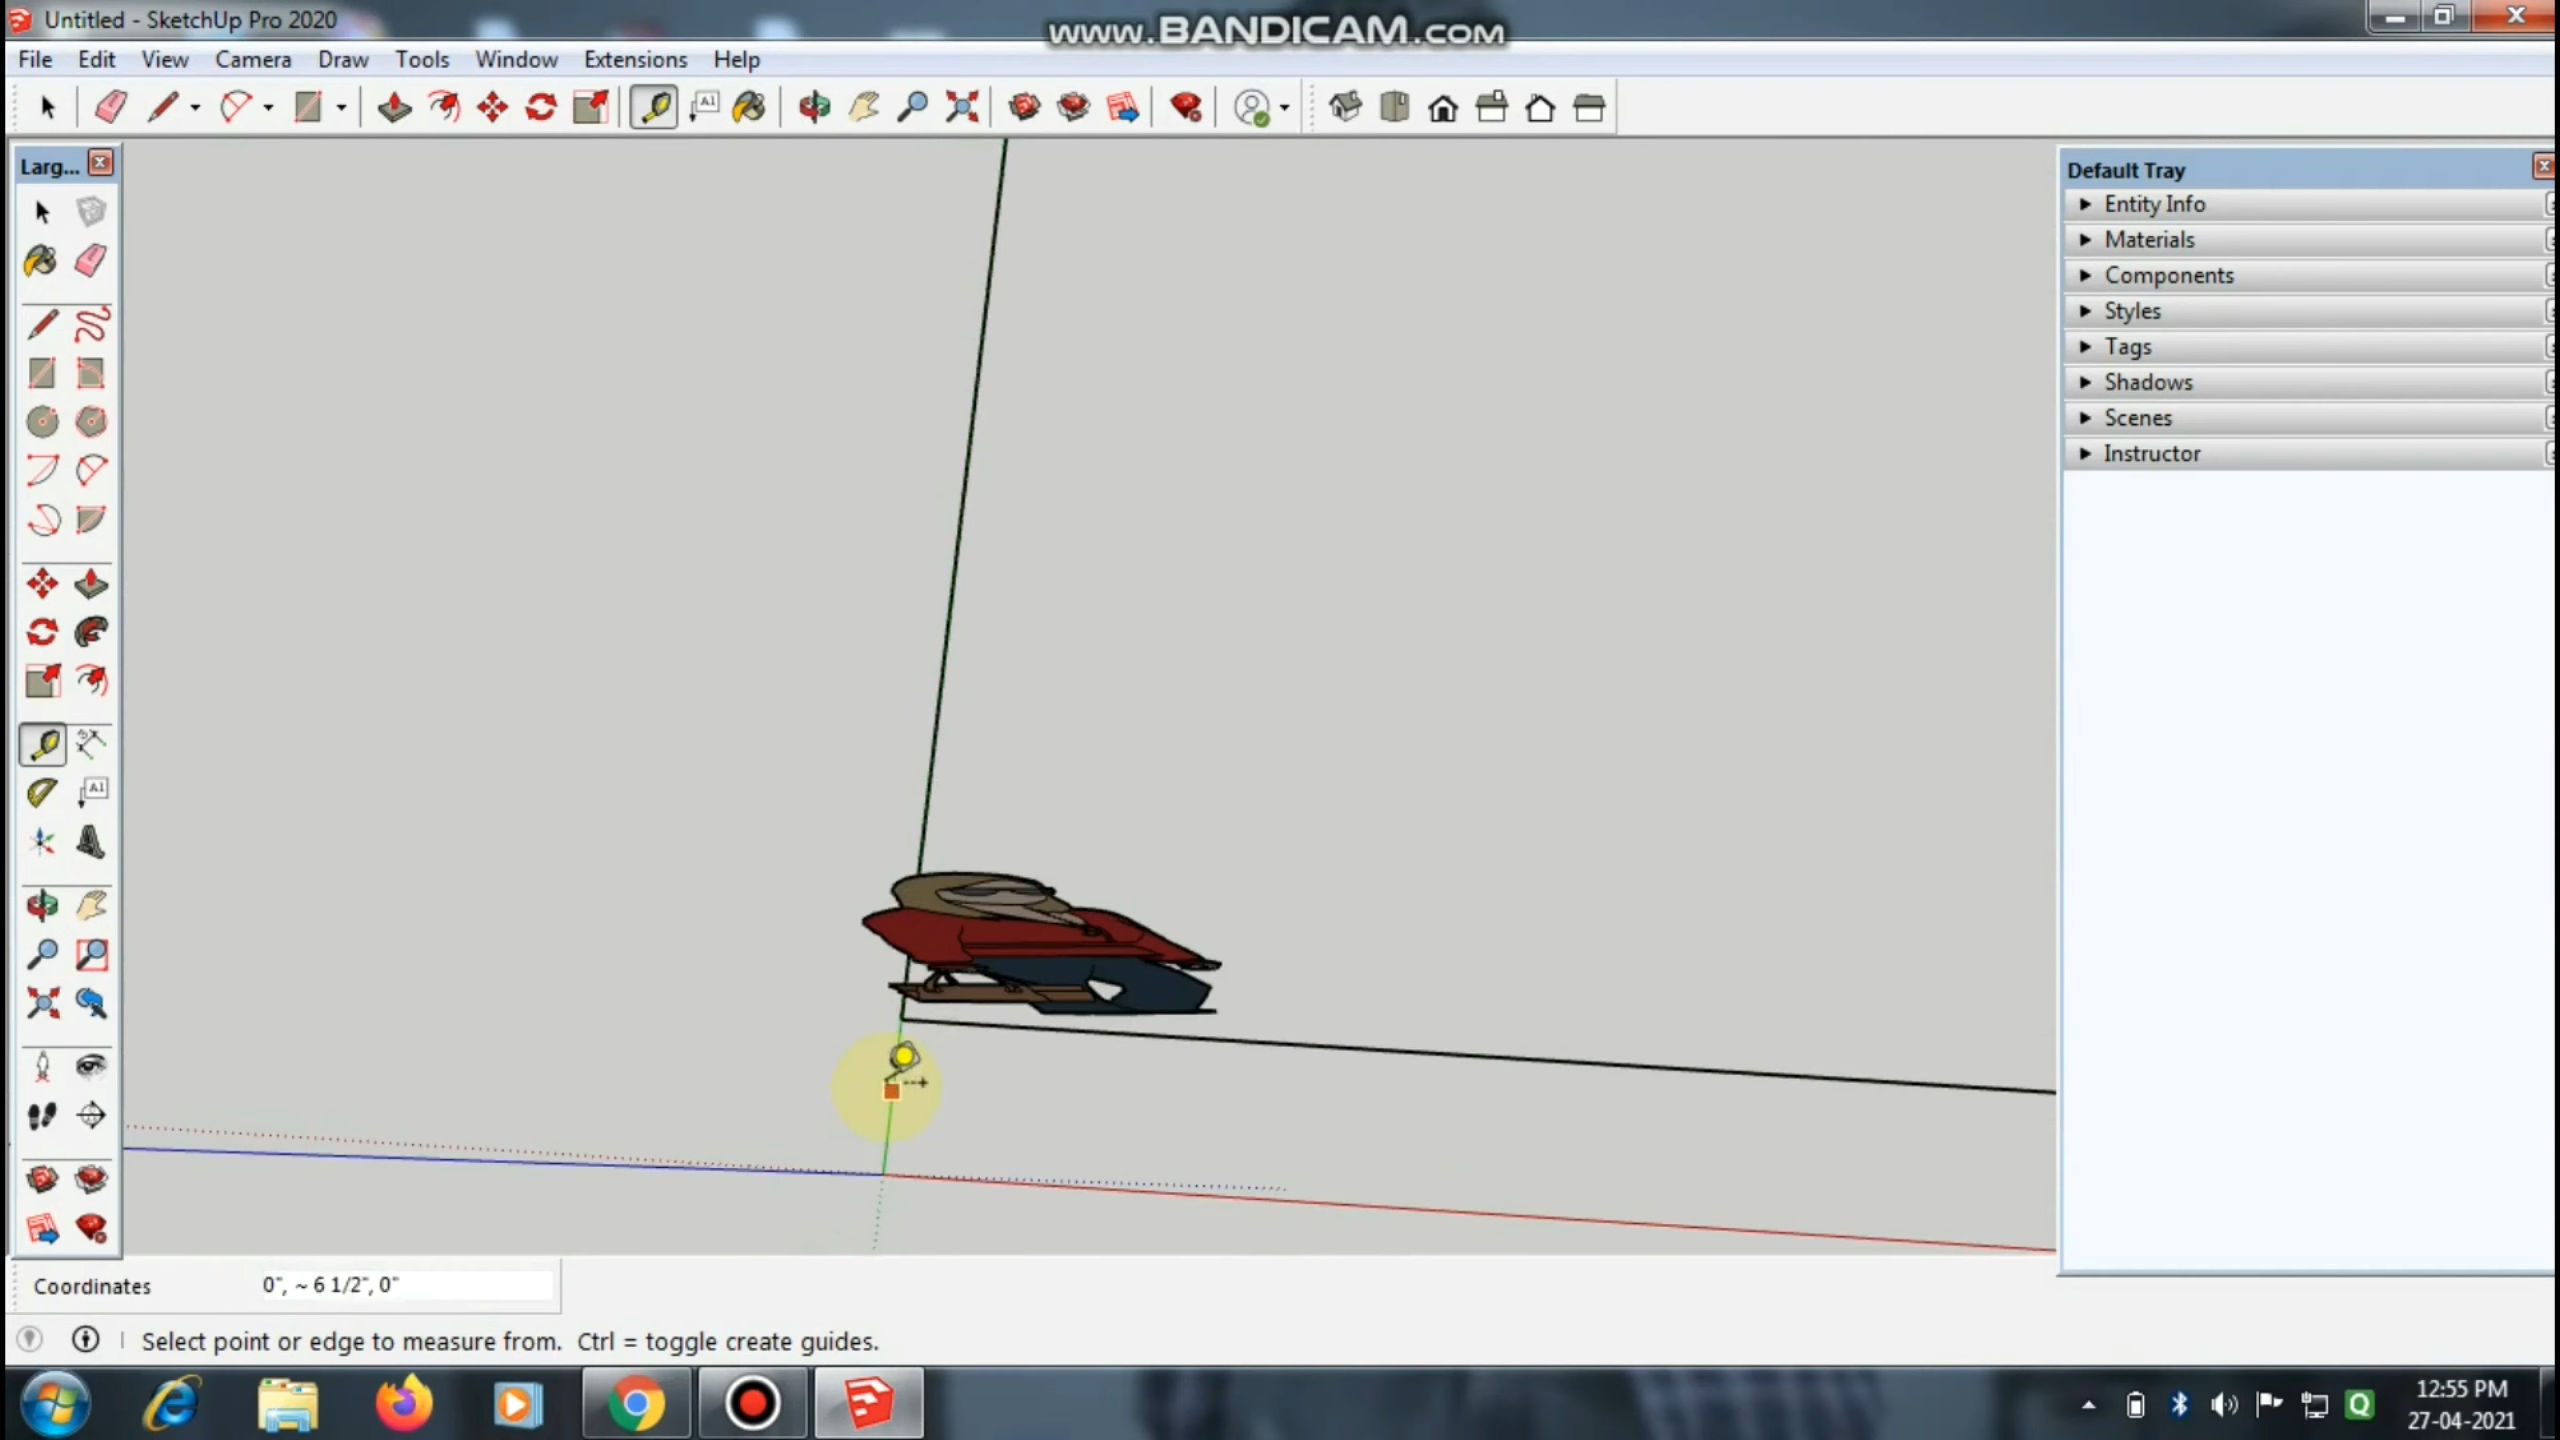 Untitled - SketchUp Pro 2020
www.BANDICAM.com
File Edit View Camera Draw Tools Window Extensions Help
A1
Larg...
Default Tray
Entity Info
Materials
Components
Styles
Tags
Shadows
Scenes
Instructor
A1
Coordinates 0", ~ 6 1/2", 0"
Select point or edge to measure from. Ctrl = toggle create guides.
12:55 PM
27-04-2021